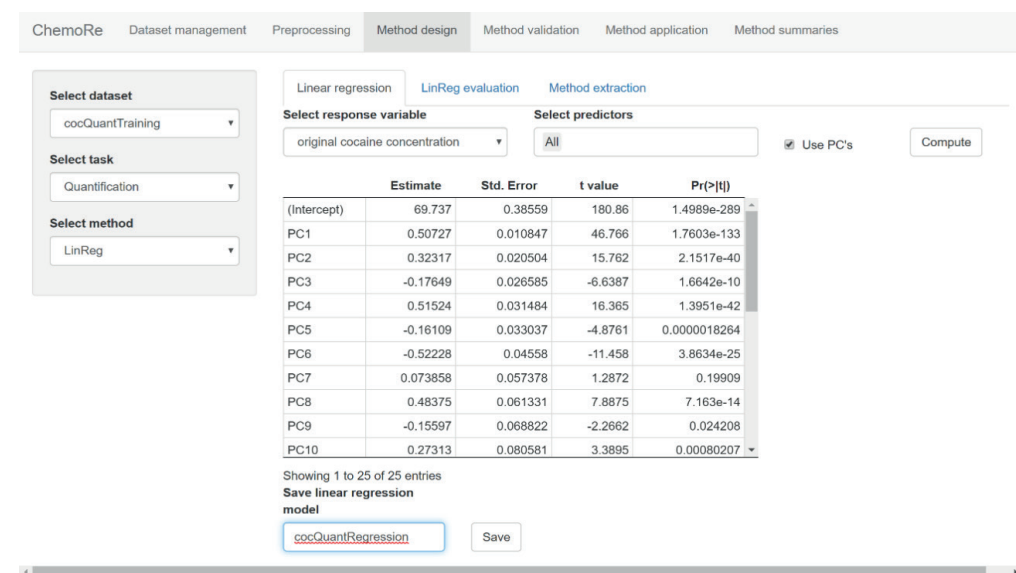 ChemoRe Dataset management Preprocessing Method design Method validation Method application Method summaries
Select dataset
cocQuantTraining
Select task
Quantification
Select method
LinReg
Linear regression LinReg evaluation Method extraction
Select response variable Select predictors
original cocaine concentration All Use PC's Compute
Estimate Std. Error t value Pr(>|t|)
(Intercept) 69.737 0.38559 180.86 1.4989e-289
PC1 0.50727 0.010847 46.766 1.7603e-133
PC2 0.32317 0.020504 15.762 2.1517e-40
PC3 -0.17649 0.026585 -6.6387 1.6642e-10
PC4 0.51524 0.031484 16.365 1.3951e-42
PC5 -0.16109 0.033037 -4.8761 0.0000018264
PC6 -0.52228 0.04558 -11.458 3.8634e-25
PC7 0.073858 0.057378 1.2872 0.19909
PC8 0.48375 0.061331 7.8875 7.163e-14
PC9 -0.15597 0.068822 -2.2662 0.024208
PC10 0.27313 0.080581 3.3895 0.00080207
Showing 1 to 25 of 25 entries
Save linear regression
model
cocQuantRegression Save